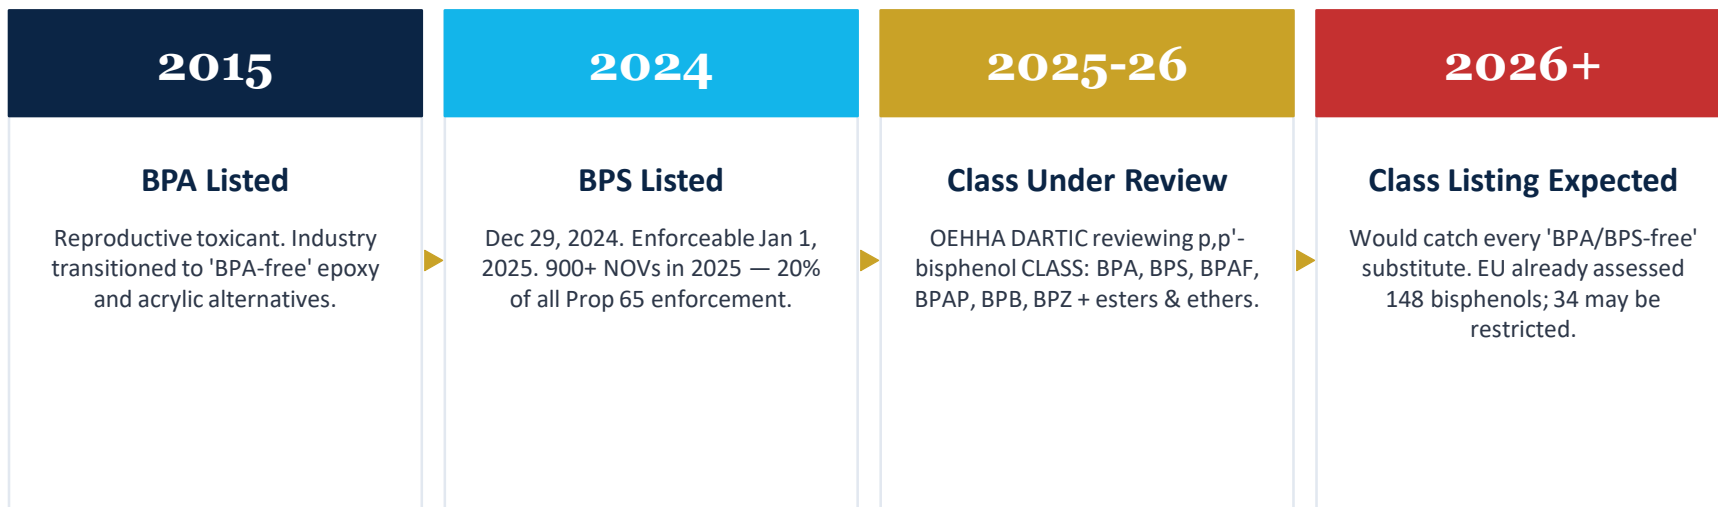 2015
BPA Listed
Reproductive toxicant. Industry
transitioned to 'BPA-free' epoxy
and acrylic alternatives.
2024
BPS Listed
Dec 29, 2024. Enforceable Jan 1,
2025. 900+ NOVs in 2025 — 20%
of all Prop 65 enforcement.
2025-26
Class Under Review
OEHHA DARTIC reviewing p,p'-
bisphenol CLASS: BPA, BPS, BPAF,
BPAP, BPB, BPZ + esters & ethers.
2026+
Class Listing Expected
Would catch every 'BPA/BPS-free'
substitute. EU already assessed
148 bisphenols; 34 may be
restricted.